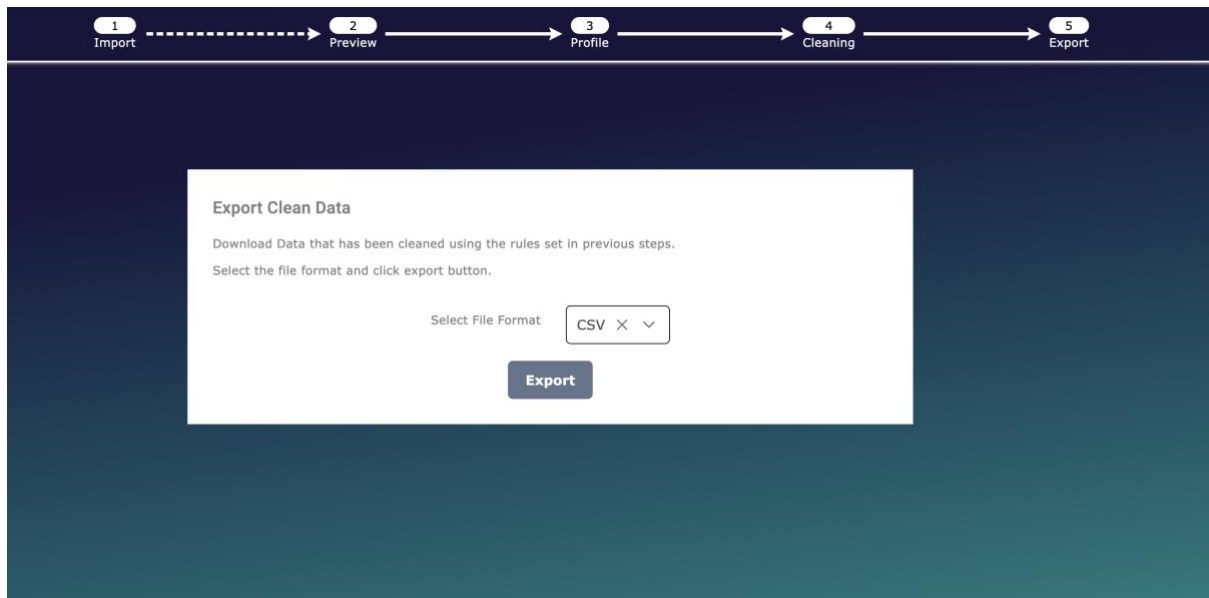 1 2 3 4 5
Import Preview Profile Cleaning Export
Export Clean Data
Download Data that has been cleaned using the rules set in previous steps.
Select the file format and click export button.
Select File Format CSV
Export